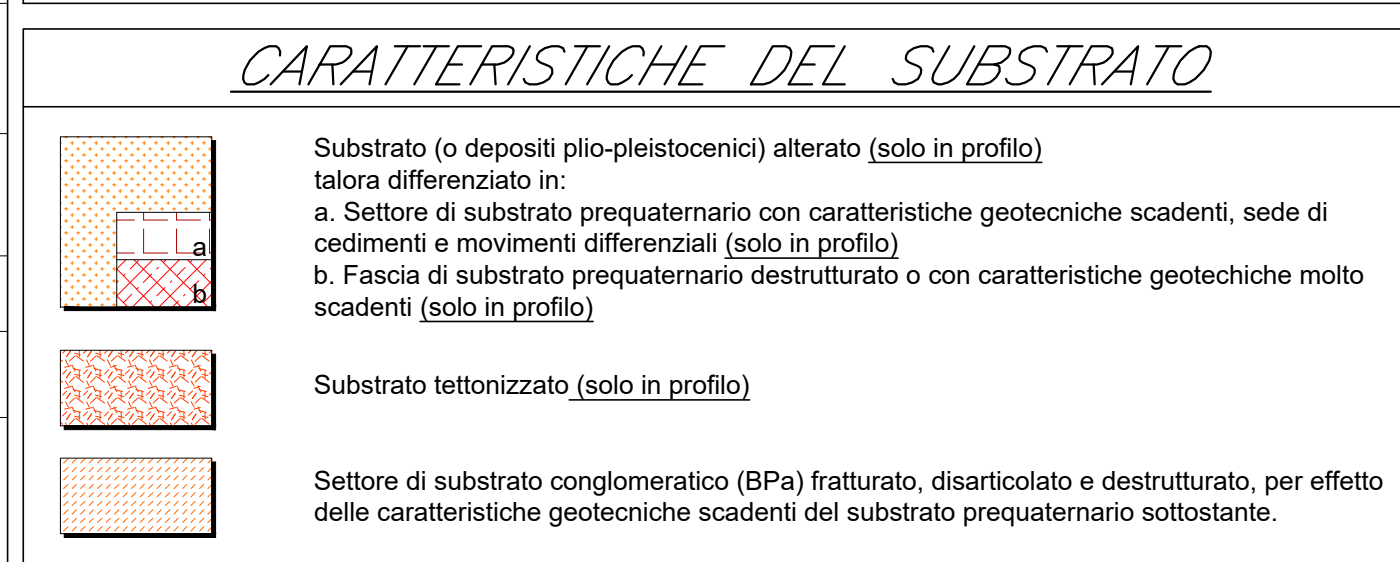 CARATTERISTICHE DEL SUBSTRATO
Substrato (o depositi plio-pleistocenici) alterato (solo in profilo)
talora differenziato in:
a. Settore di substrato prequaternario con caratteristiche geotecniche scadenti, sede di
cedimenti e movimenti differenziali (solo in profilo)
b. Fascia di substrato prequaternario destrutturato o con caratteristiche geotechiche molto
scadenti (solo in profilo)
a
b
Substrato tettonizzato (solo in profilo)
Settore di substrato conglomeratico (BPa) fratturato, disarticolato e destrutturato, per effetto
delle caratteristiche geotecniche scadenti del substrato prequaternario sottostante.